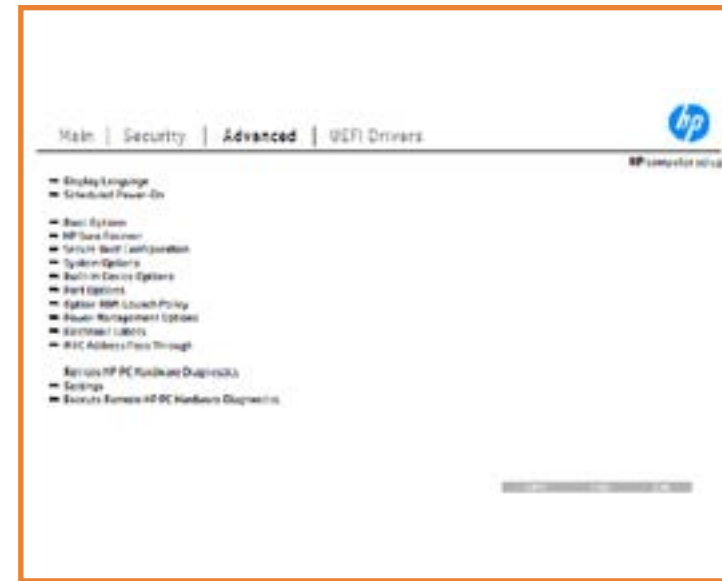 Main | Security | Advanced | UEFI Drivers
hp
HP computer setup
Display Language
Scheduled Power-On
Boot Options
HP Sure Recover
Secure Boot Configuration
System Options
Built-in Device Options
Port Options
Option ROM Launch Policy
Power Management Options
Electronic Labels
MAC Address Pass Through
Remote HP PC Hardware Diagnostics
Settings
Execute Remote HP PC Hardware Diagnostics